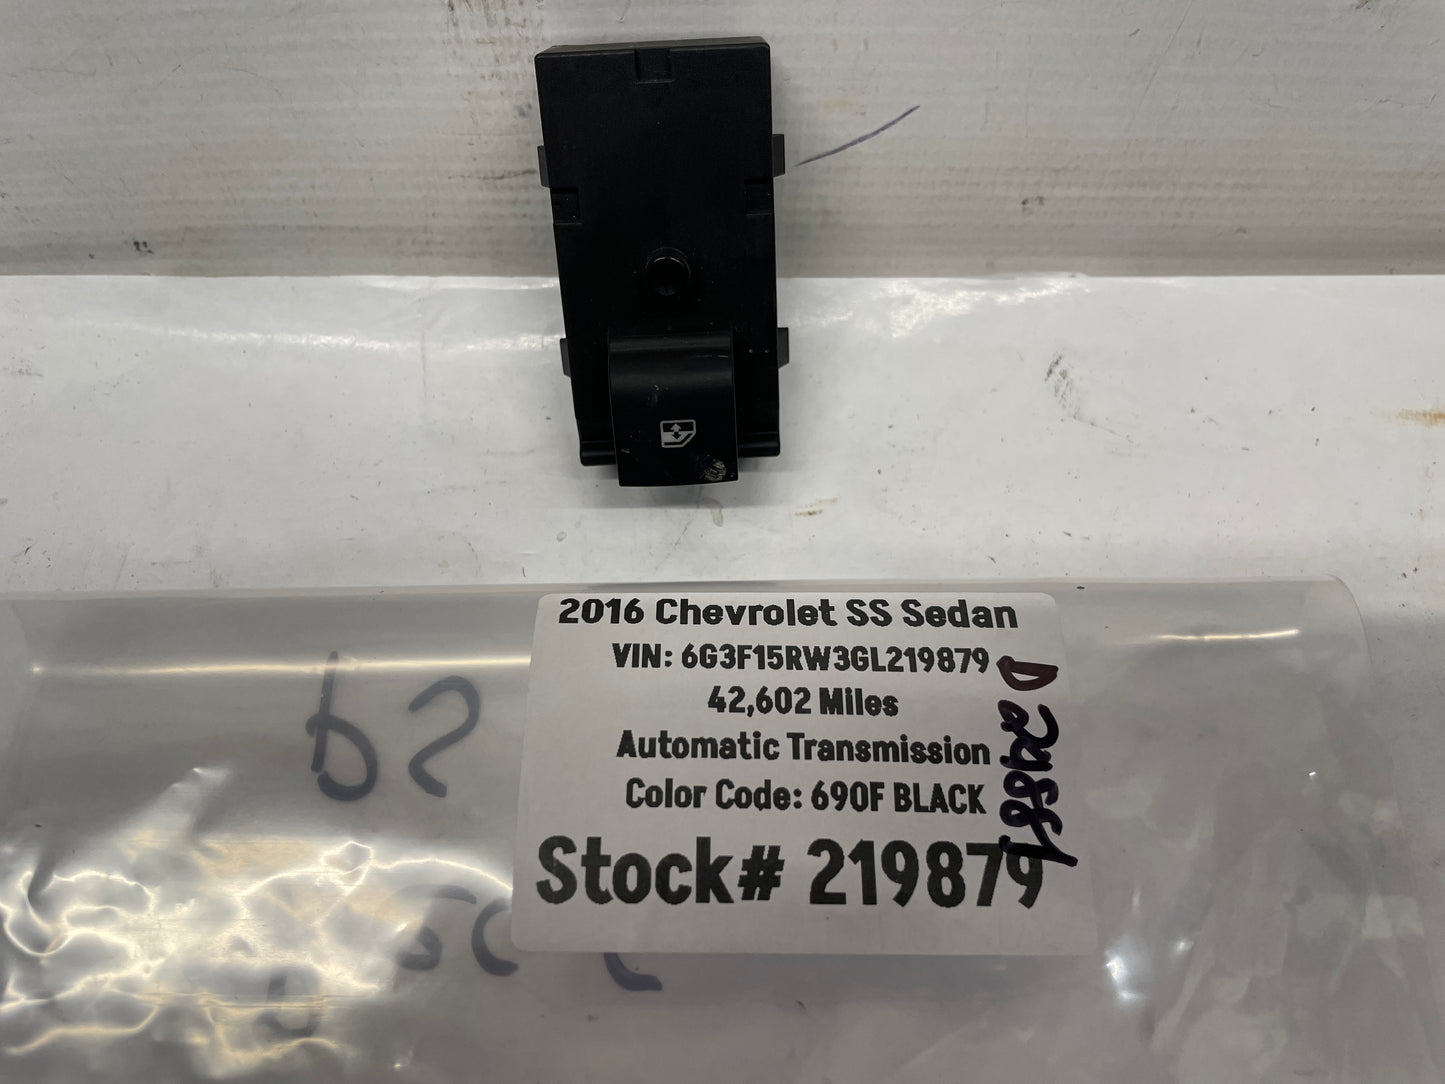 2016 Chevrolet SS Sedan
VIN: 6G3F15RW3GL219879
42,602 Miles
Automatic Transmission
Color Code: 690F BLACK
Stock# 219879